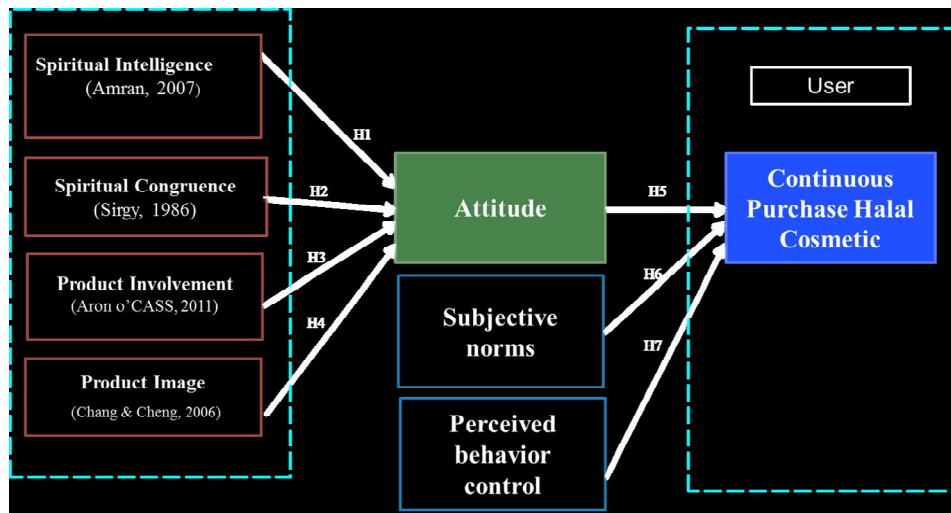 Spiritual Intelligence
(Amran, 2007)
H1
Spiritual Congruence
(Sirgy, 1986)
H2
Product Involvement
(Aron o’CASS, 2011)
H3
Product Image
(Chang & Cheng, 2006)
H4
Attitude
H5
Subjective
norms
H6
Perceived
behavior
control
H7
User
Continuous
Purchase Halal
Cosmetic